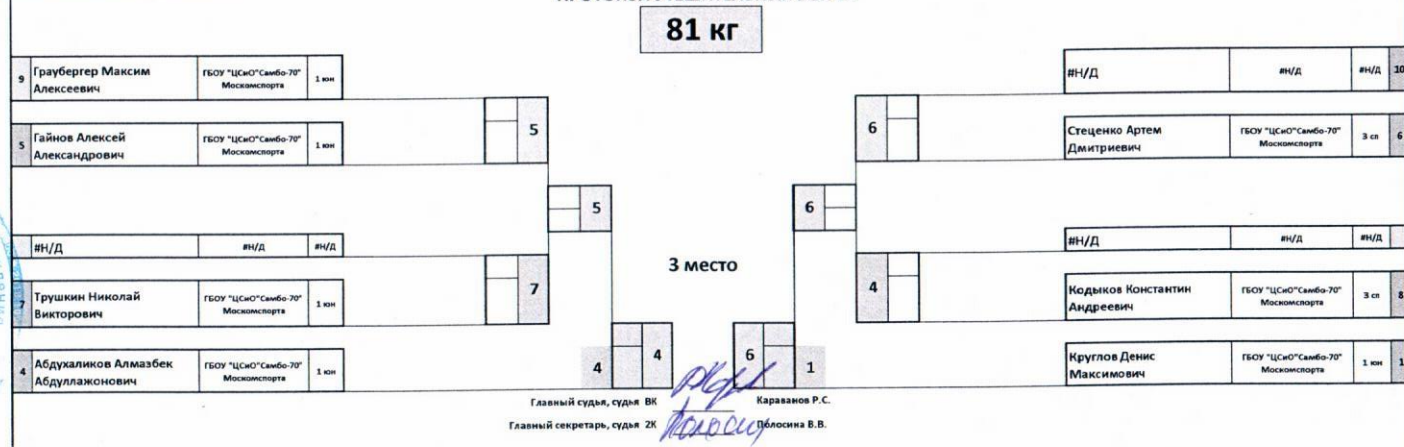 81 кг
9 Граубергер Максим Алексеевич ГБОУ "ЦСиО"Самбо-70" Москомспорта 1 юн
5 Гайнов Алексей Александрович ГБОУ "ЦСиО"Самбо-70" Москомспорта 1 юн
5
5
#Н/Д #Н/Д #Н/Д
7 Трушкин Николай Викторович ГБОУ "ЦСиО"Самбо-70" Москомспорта 1 юн
7
4 Абдухаликов Алмазбек Абдуллажонович ГБОУ "ЦСиО"Самбо-70" Москомспорта 1 юн
4 4
3 место
#Н/Д #Н/Д #Н/Д 10
6
Стеценко Артем Дмитриевич ГБОУ "ЦСиО"Самбо-70" Москомспорта 3 сп 6
6
#Н/Д #Н/Д #Н/Д
4
Кодыков Константин Андреевич ГБОУ "ЦСиО"Самбо-70" Москомспорта 3 сп 8
6 1
Круглов Денис Максимович ГБОУ "ЦСиО"Самбо-70" Москомспорта 1 юн 1
Главный судья, судья ВК Караванов Р.С.
Главный секретарь, судья 2К Полосина В.В.